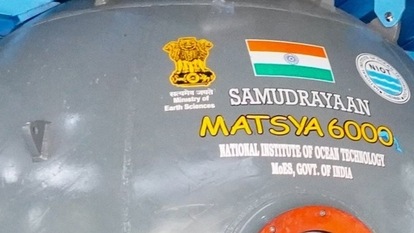 सत्यमेव जयते
Ministry of
Earth Sciences
NIOT
SAMUDRAYAAN
MATSYA 6000
NATIONAL INSTITUTE OF OCEAN TECHNOLOGY
MoES, GOVT. OF INDIA